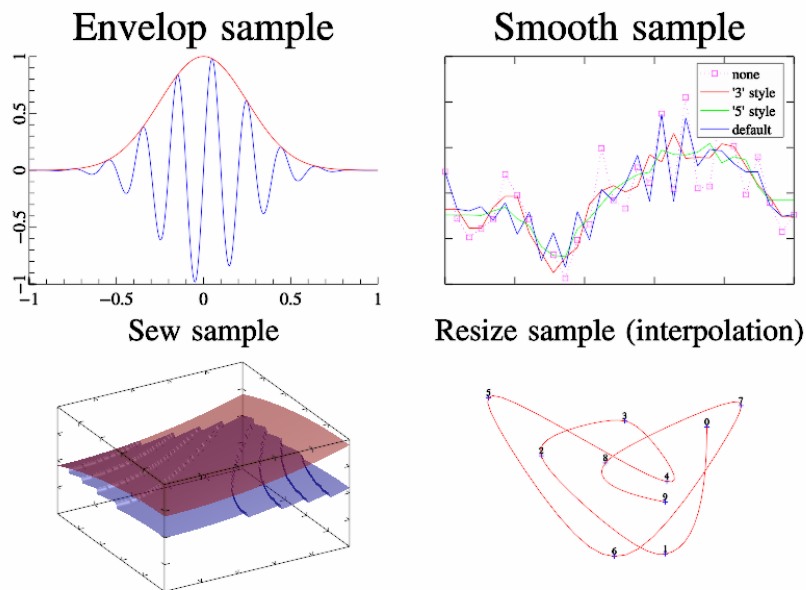 Envelop sample
Smooth sample
1
0.5
0
−0.5
−1
−1 −0.5 0 0.5 1
none
'3' style
'5' style
default
Sew sample
Resize sample (interpolation)
5
7
3
0
2
8
4
9
6
1